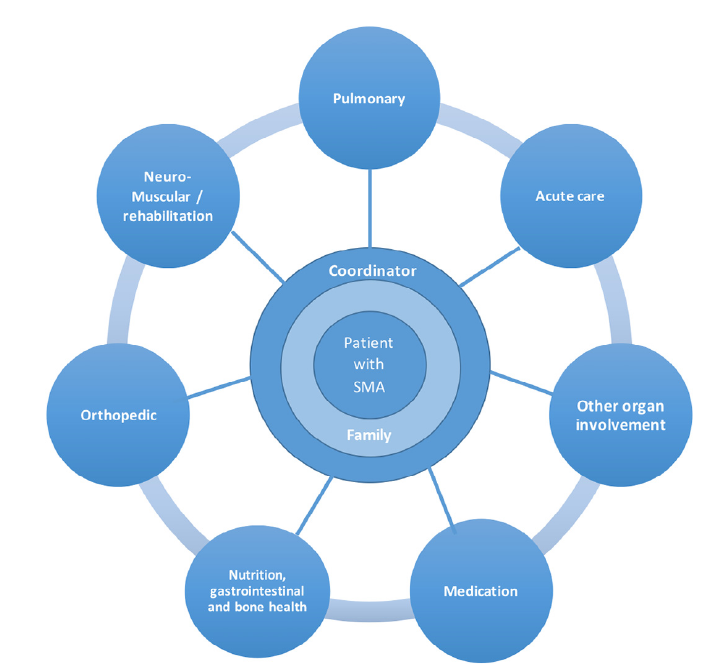 Pulmonary
Neuro-
Muscular /
rehabilitation
Acute care
Coordinator
Patient
with
SMA
Family
Orthopedic
Other organ
involvement
Nutrition,
gastrointestinal
and bone health
Medication